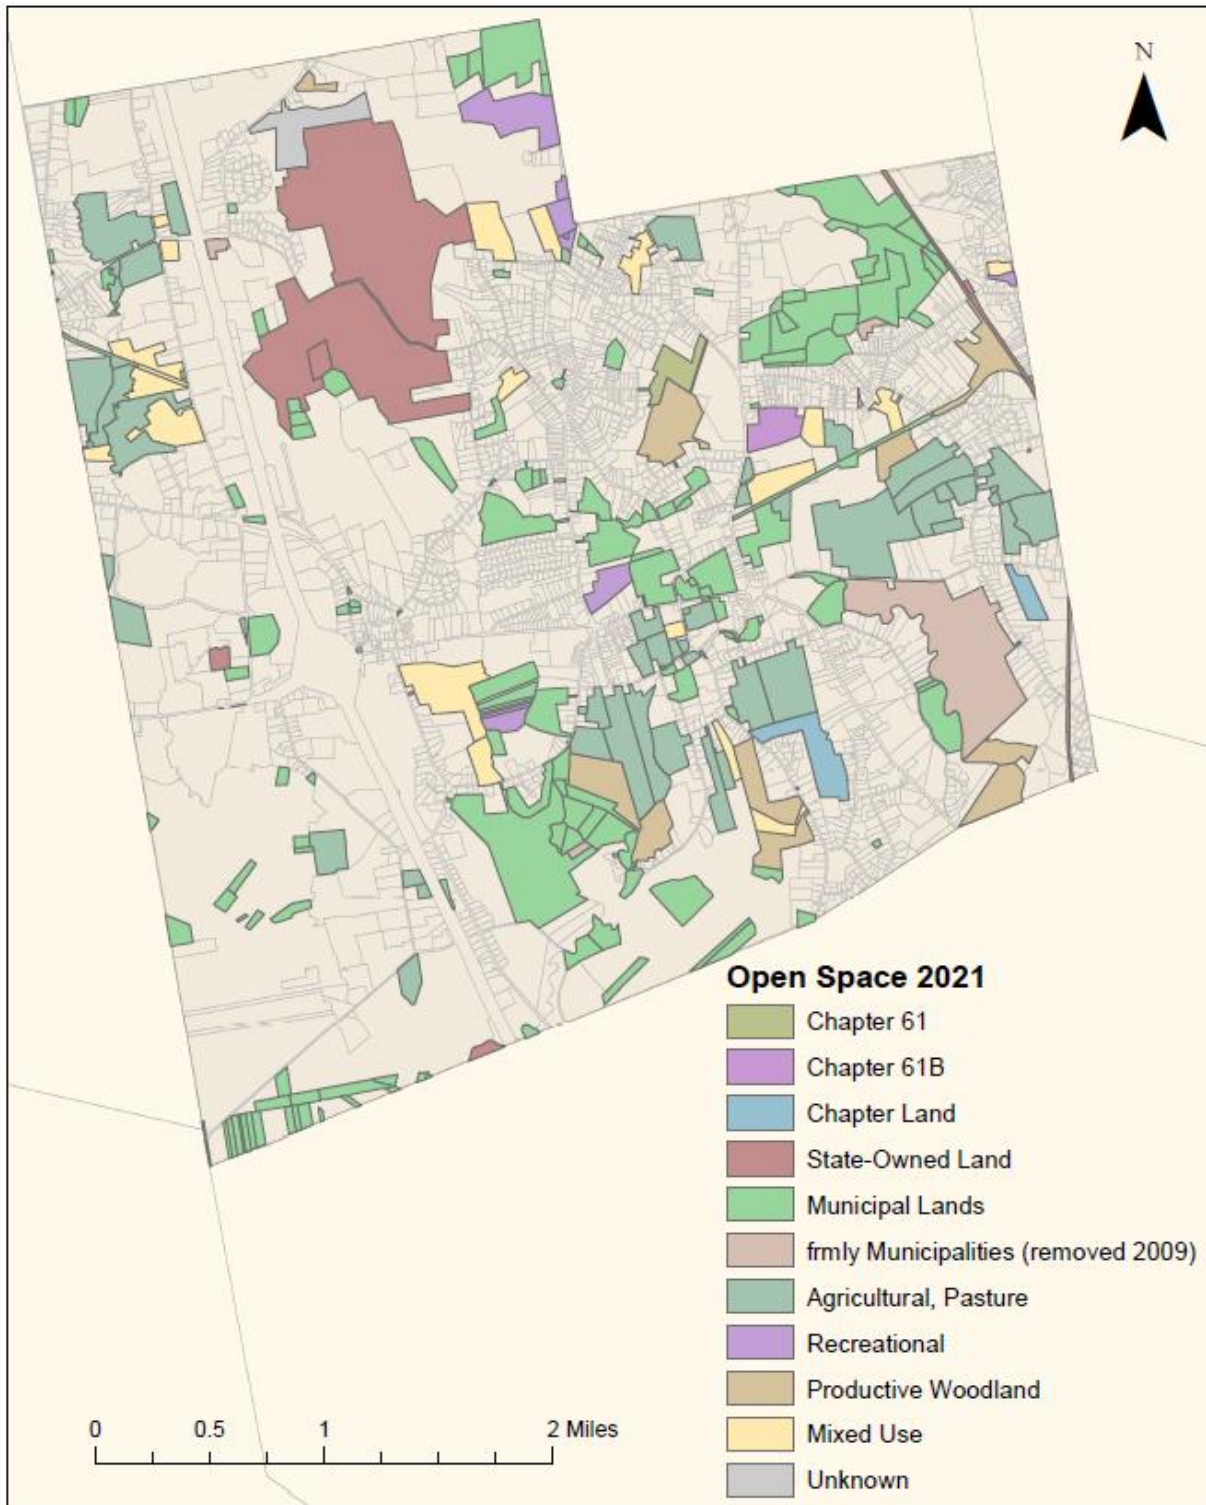 N
Open Space 2021
Chapter 61
Chapter 61B
Chapter Land
State-Owned Land
Municipal Lands
frmly Municipalities (removed 2009)
Agricultural, Pasture
Recreational
Productive Woodland
Mixed Use
Unknown
0 0.5 1 2 Miles